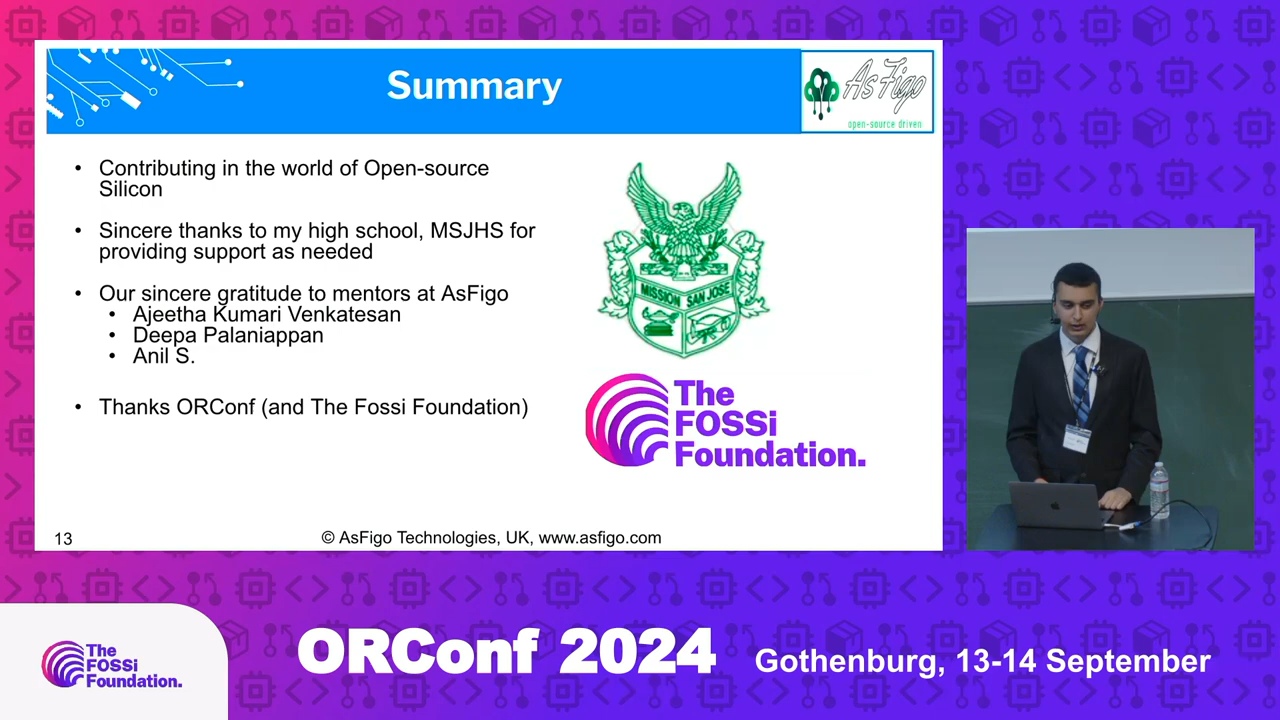 Summary
As Figo
open-source driven
• Contributing in the world of Open-source
Silicon
• Sincere thanks to my high school, MSJHS for
providing support as needed
• Our sincere gratitude to mentors at AsFigo
• Ajeetha Kumari Venkatesan
• Deepa Palaniappan
• Anil S.
• Thanks ORConf (and The Fossi Foundation)
MISSION SAN JOSE
The
FOSSi
Foundation.
13
© AsFigo Technologies, UK, www.asfigo.com
The
FOSSi
Foundation.
ORConf 2024
Gothenburg, 13-14 September